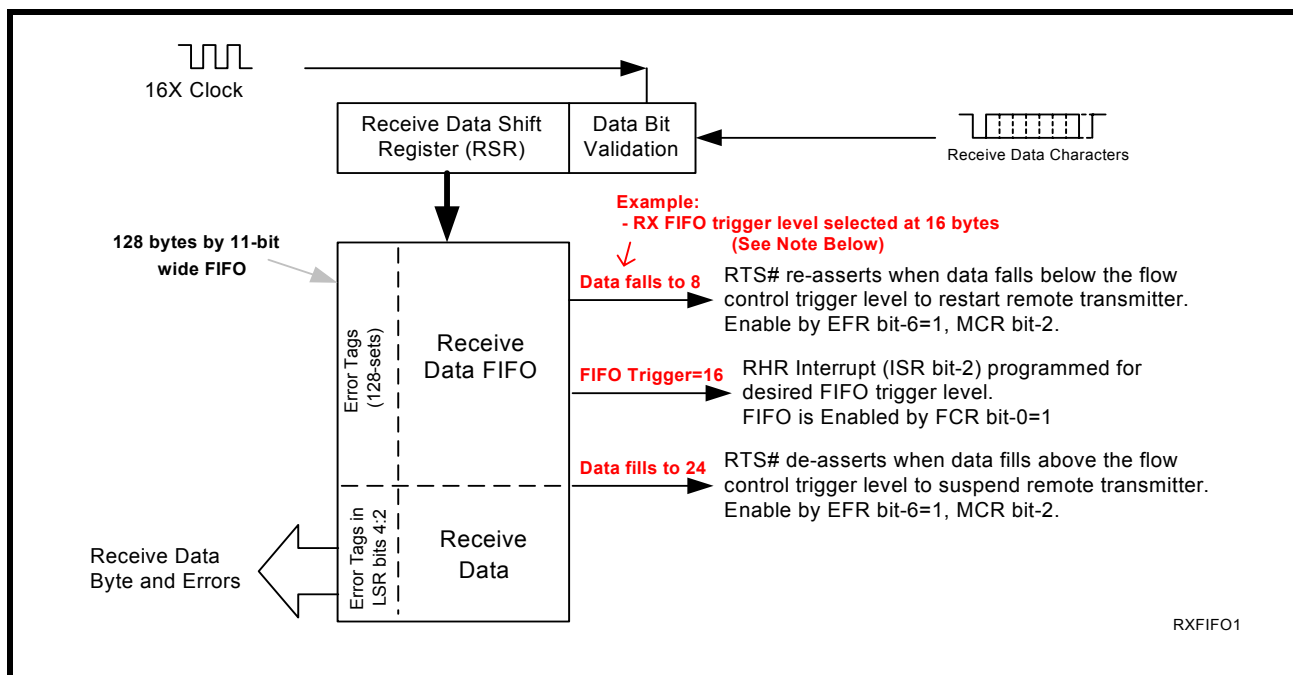 16X Clock
Receive Data Shift
Register (RSR)
Data Bit
Validation
Receive Data Characters
Example:
- RX FIFO trigger level selected at 16 bytes
(See Note Below)
128 bytes by 11-bit
wide FIFO
Data falls to 8
RTS# re-asserts when data falls below the flow
control trigger level to restart remote transmitter.
Enable by EFR bit-6=1, MCR bit-2.
Error Tags
(128-sets)
Receive
Data FIFO
FIFO Trigger=16
RHR Interrupt (ISR bit-2) programmed for
desired FIFO trigger level.
FIFO is Enabled by FCR bit-0=1
Data fills to 24
RTS# de-asserts when data fills above the flow
control trigger level to suspend remote transmitter.
Enable by EFR bit-6=1, MCR bit-2.
Error Tags in
LSR bits 4:2
Receive
Data
Receive Data
Byte and Errors
RXFIFO1